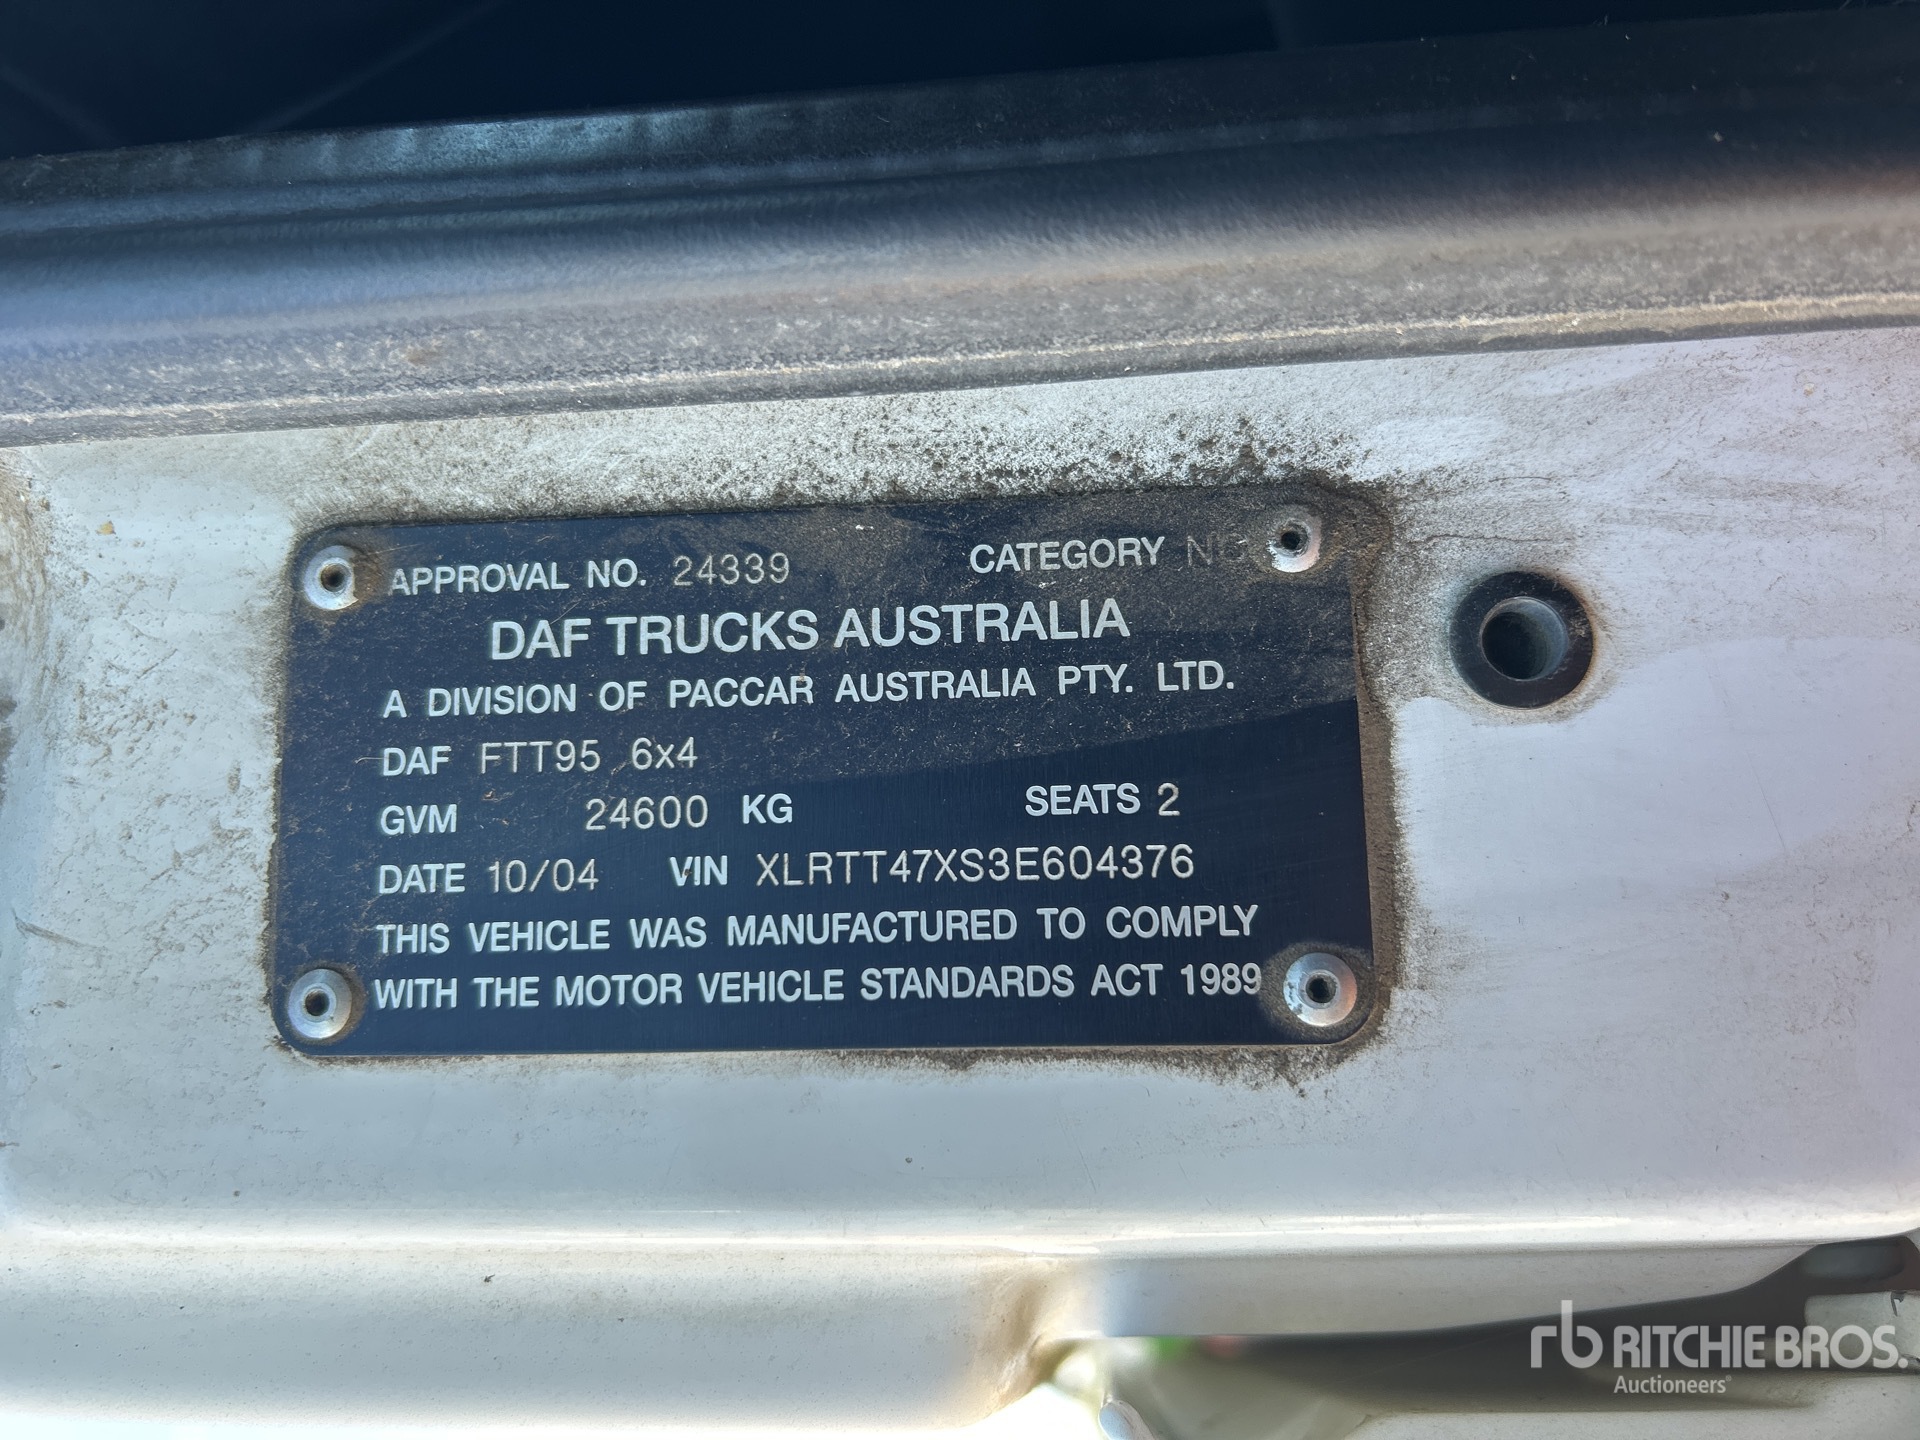 APPROVAL NO. 24339 CATEGORY
DAF TRUCKS AUSTRALIA
A DIVISION OF PACCAR AUSTRALIA PTY. LTD.
DAF FTT95 6x4
GVM 24600 KG SEATS 2
DATE 10/04 VIN XLRTT47XS3E604376
THIS VEHICLE WAS MANUFACTURED TO COMPLY
WITH THE MOTOR VEHICLE STANDARDS ACT 1989
rb RITCHIE BROS.
Auctioneers